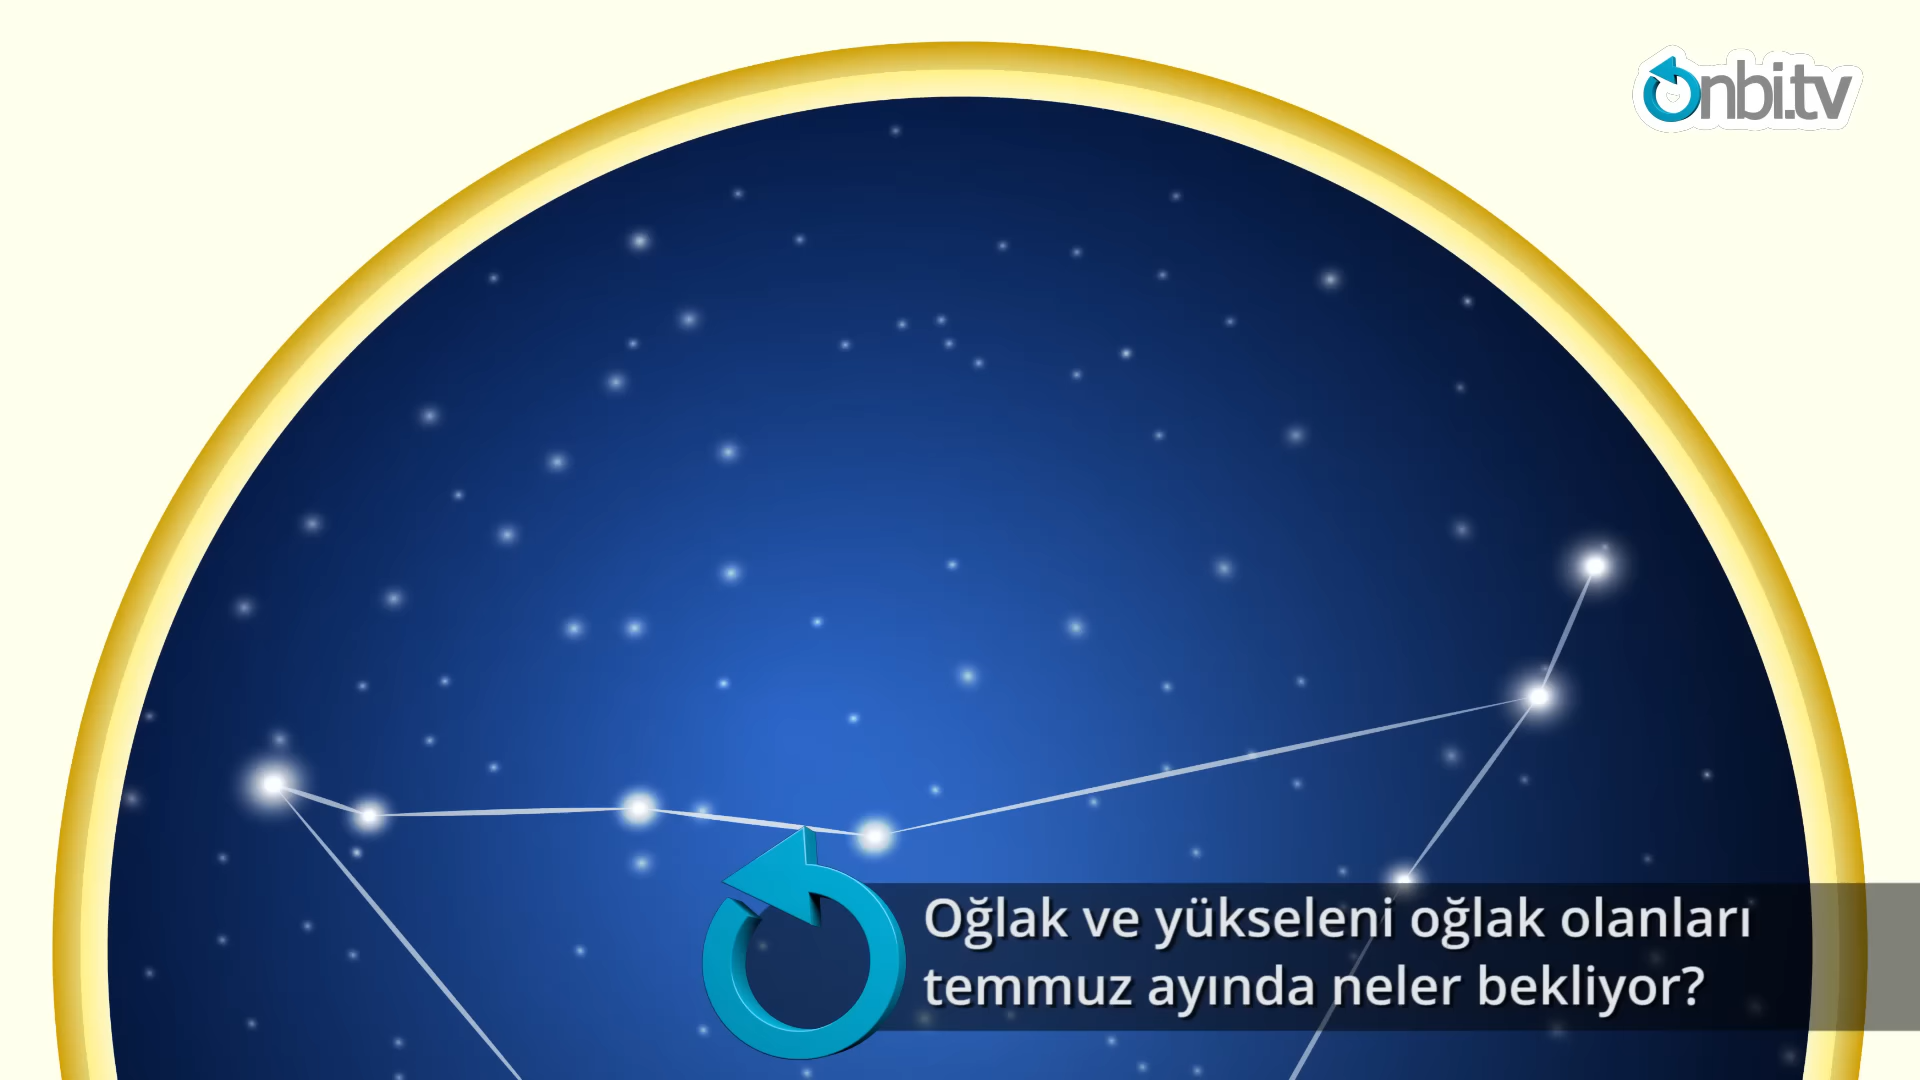 onbi.tv
Oğlak ve yükseleni oğlak olanları
temmuz ayında neler bekliyor?